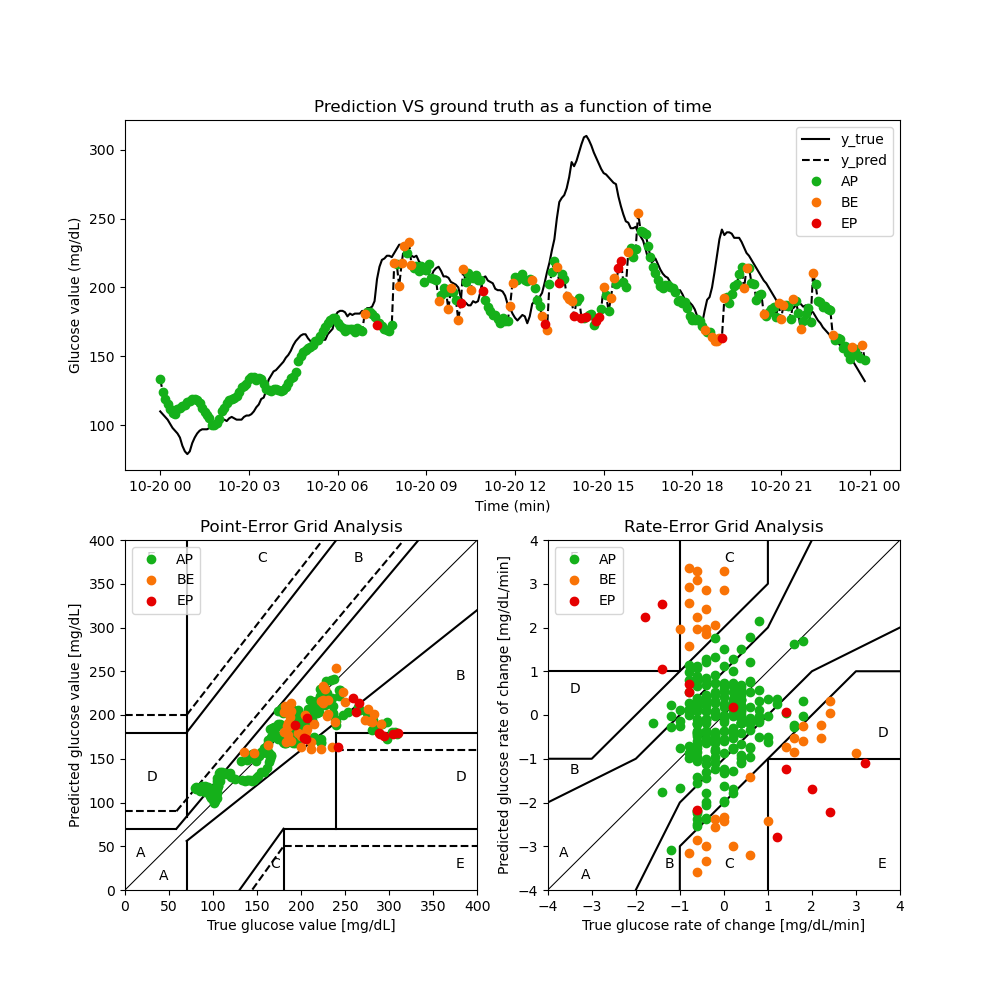 Prediction VS ground truth as a function of time
Glucose value (mg/dL)
300
250
200
150
100
y_true
y_pred
AP
BE
EP
10-20 00 10-20 03 10-20 06 10-20 09 10-20 12 10-20 15 10-20 18 10-20 21 10-21 00
Time (min)
Point-Error Grid Analysis
Predicted glucose value [mg/dL]
400
350
300
250
200
150
100
50
0
AP
BE
EP
C B
B
D D
A
A C E
0 50 100 150 200 250 300 350 400
True glucose value [mg/dL]
Rate-Error Grid Analysis
Predicted glucose rate of change [mg/dL/min]
4
3
2
1
0
−1
−2
−3
−4
AP
BE
EP
C
D
D
B
A
A B C E
−4 −3 −2 −1 0 1 2 3 4
True glucose rate of change [mg/dL/min]